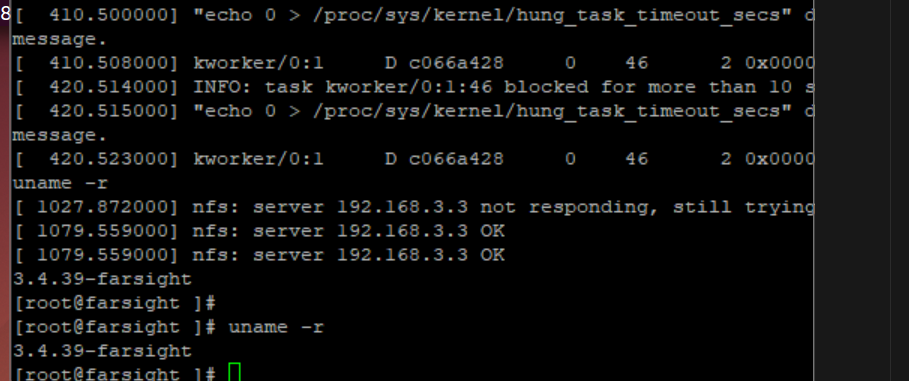 8
[  410.500000] "echo 0 > /proc/sys/kernel/hung_task_timeout_secs" d
message.
[  410.508000] kworker/0:1     D c066a428     0    46      2 0x0000
[  420.514000] INFO: task kworker/0:1:46 blocked for more than 10 s
[  420.515000] "echo 0 > /proc/sys/kernel/hung_task_timeout_secs" d
message.
[  420.523000] kworker/0:1     D c066a428     0    46      2 0x0000
uname -r
[ 1027.872000] nfs: server 192.168.3.3 not responding, still trying
[ 1079.559000] nfs: server 192.168.3.3 OK
[ 1079.559000] nfs: server 192.168.3.3 OK
3.4.39-farsight
[root@farsight ]#
[root@farsight ]# uname -r
3.4.39-farsight
[root@farsight ]#